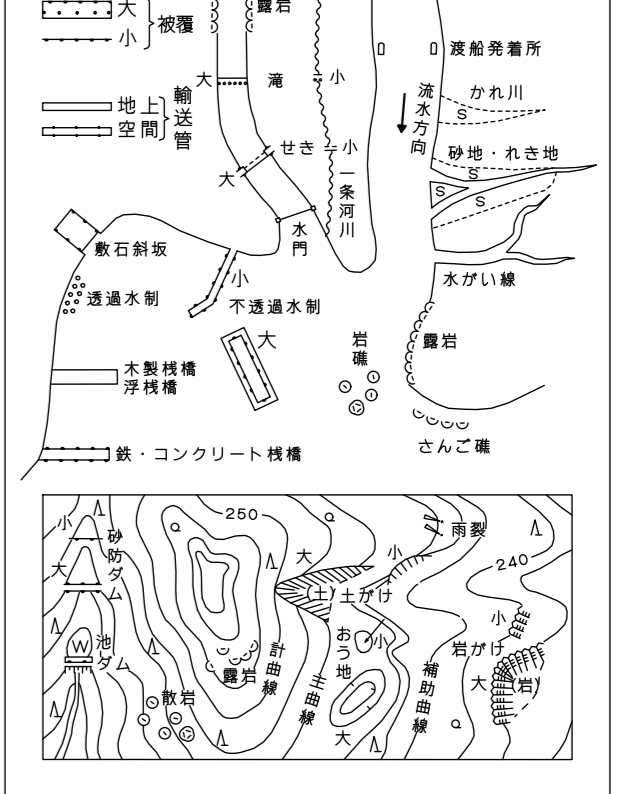 大
小
被覆
露岩
渡船発着所
大
滝
小
かれ川
S
地上
空間
輸送管
流水方向
せき
小
砂地・れき地
S
S
S
大
一条河川
水門
敷石斜坂
小
水がい線
透過水制
不透過水制
大
岩礁
露岩
木製桟橋
浮桟橋
さんご礁
鉄・コンクリート桟橋
250
小
砂防ダム
大
雨裂
大
小
240
(土)
土がけ
小
池
W
ダム
おう地
小
岩がけ
計曲線
露岩
主曲線
補助曲線
大
(岩)
散岩
大